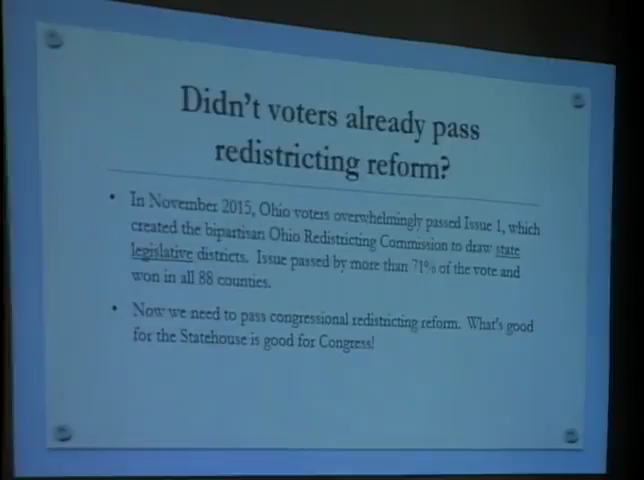 Didn't voters already pass
redistricting reform?
• In November 2015, Ohio voters overwhelmingly passed Issue 1, which
created the bipartisan Ohio Redistricting Commission to draw state
legislative districts. Issue passed by more than 71% of the vote and
won in all 88 counties.
• Now we need to pass congressional redistricting reform. What's good
for the Statehouse is good for Congress!